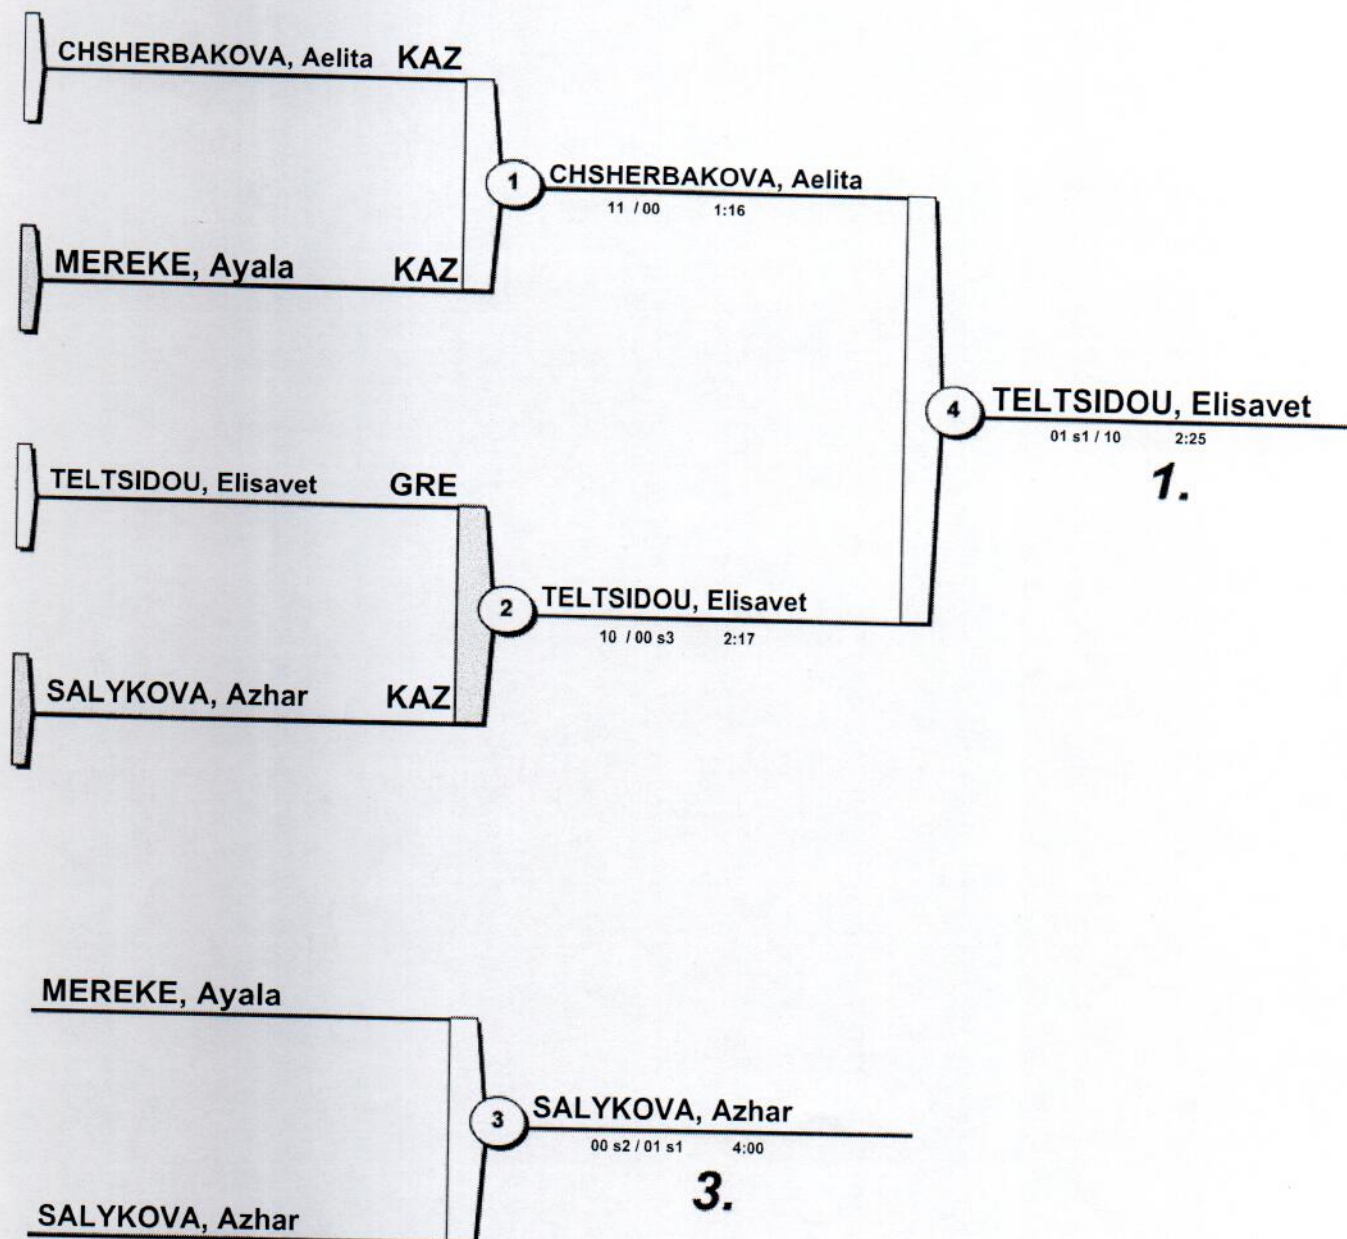 CHSHERBAKOVA, Aelita KAZ
1 CHSHERBAKOVA, Aelita
11 / 00 1:16
MEREKE, Ayala KAZ
4 TELTSIDOU, Elisavet
01 s1 / 10 2:25
1.
TELTSIDOU, Elisavet GRE
2 TELTSIDOU, Elisavet
10 / 00 s3 2:17
SALYKOVA, Azhar KAZ
MEREKE, Ayala
3 SALYKOVA, Azhar
00 s2 / 01 s1 4:00
3.
SALYKOVA, Azhar